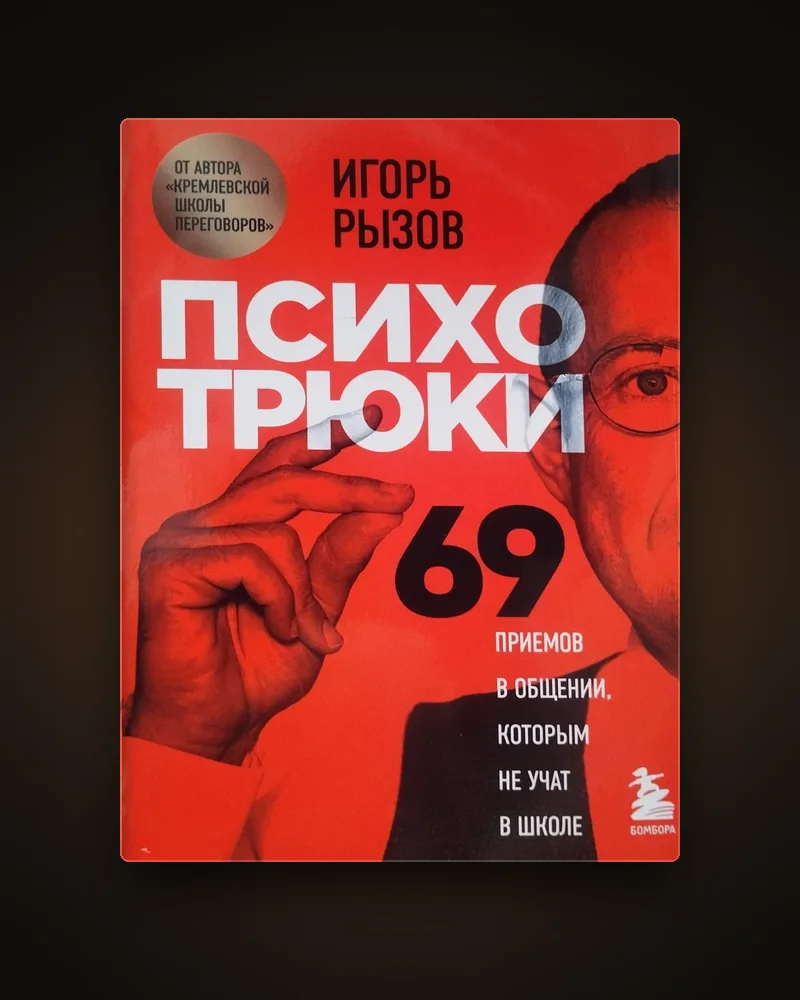 ОТ АВТОРА
«КРЕМЛЕВСКОЙ
ШКОЛЫ
ПЕРЕГОВОРОВ»
ИГОРЬ
РЫЗОВ
ПСИХО
ТРЮКИ
69
ПРИЕМОВ
В ОБЩЕНИИ,
КОТОРЫМ
НЕ УЧАТ
В ШКОЛЕ
БОМБОРА